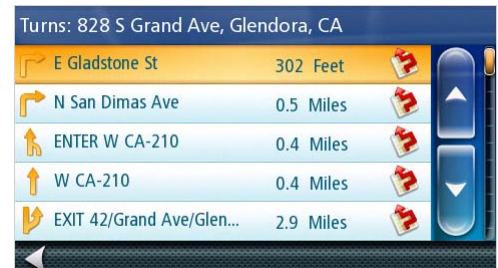 Turns: 828 S Grand Ave, Glendora, CA
E Gladstone St 302 Feet
N San Dimas Ave 0.5 Miles
ENTER W CA-210 0.4 Miles
W CA-210 0.4 Miles
EXIT 42/Grand Ave/Glen... 2.9 Miles